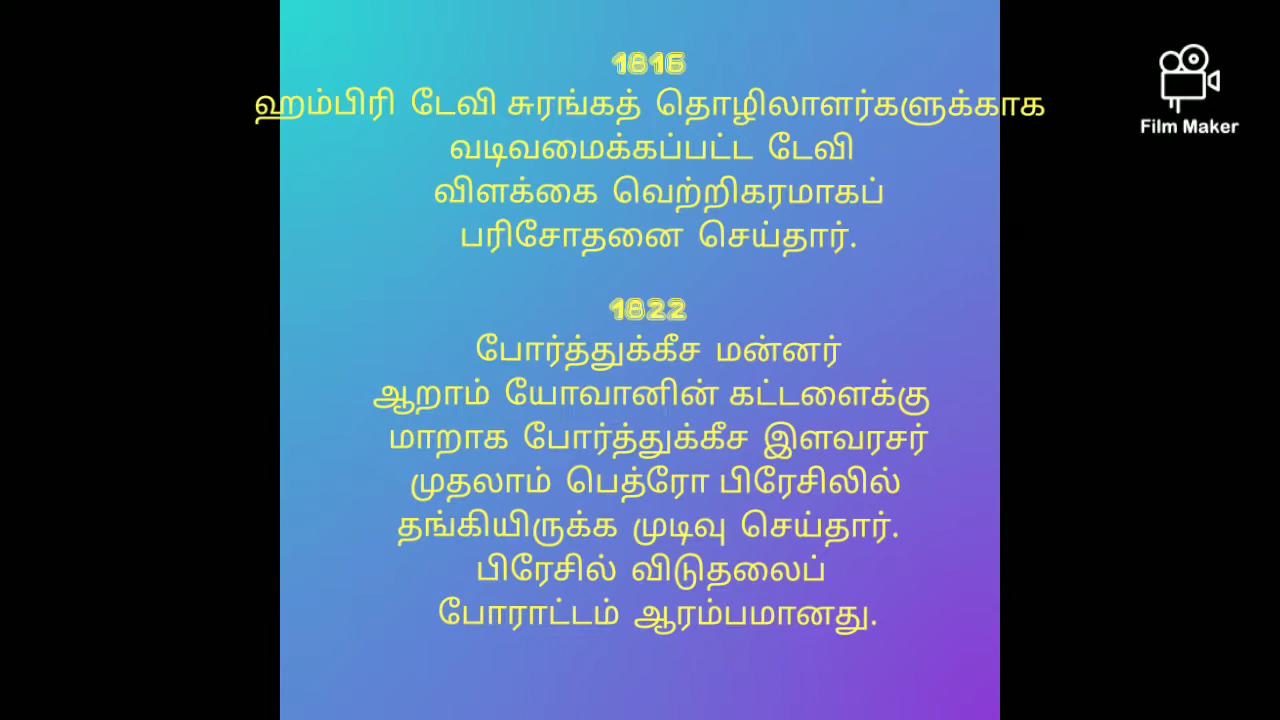 1816
ஹம்பிரி டேவி சுரங்கத் தொழிலாளர்களுக்காக
வடிவமைக்கப்பட்ட டேவி
விளக்கை வெற்றிகரமாகப்
பரிசோதனை செய்தார்.
1822
போர்த்துக்கீச மன்னர்
ஆறாம் யோவானின் கட்டளைக்கு
மாறாக போர்த்துக்கீச இளவரசர்
முதலாம் பெத்ரோ பிரேசிலில்
தங்கியிருக்க முடிவு செய்தார்.
பிரேசில் விடுதலைப்
போராட்டம் ஆரம்பமானது.
Film Maker